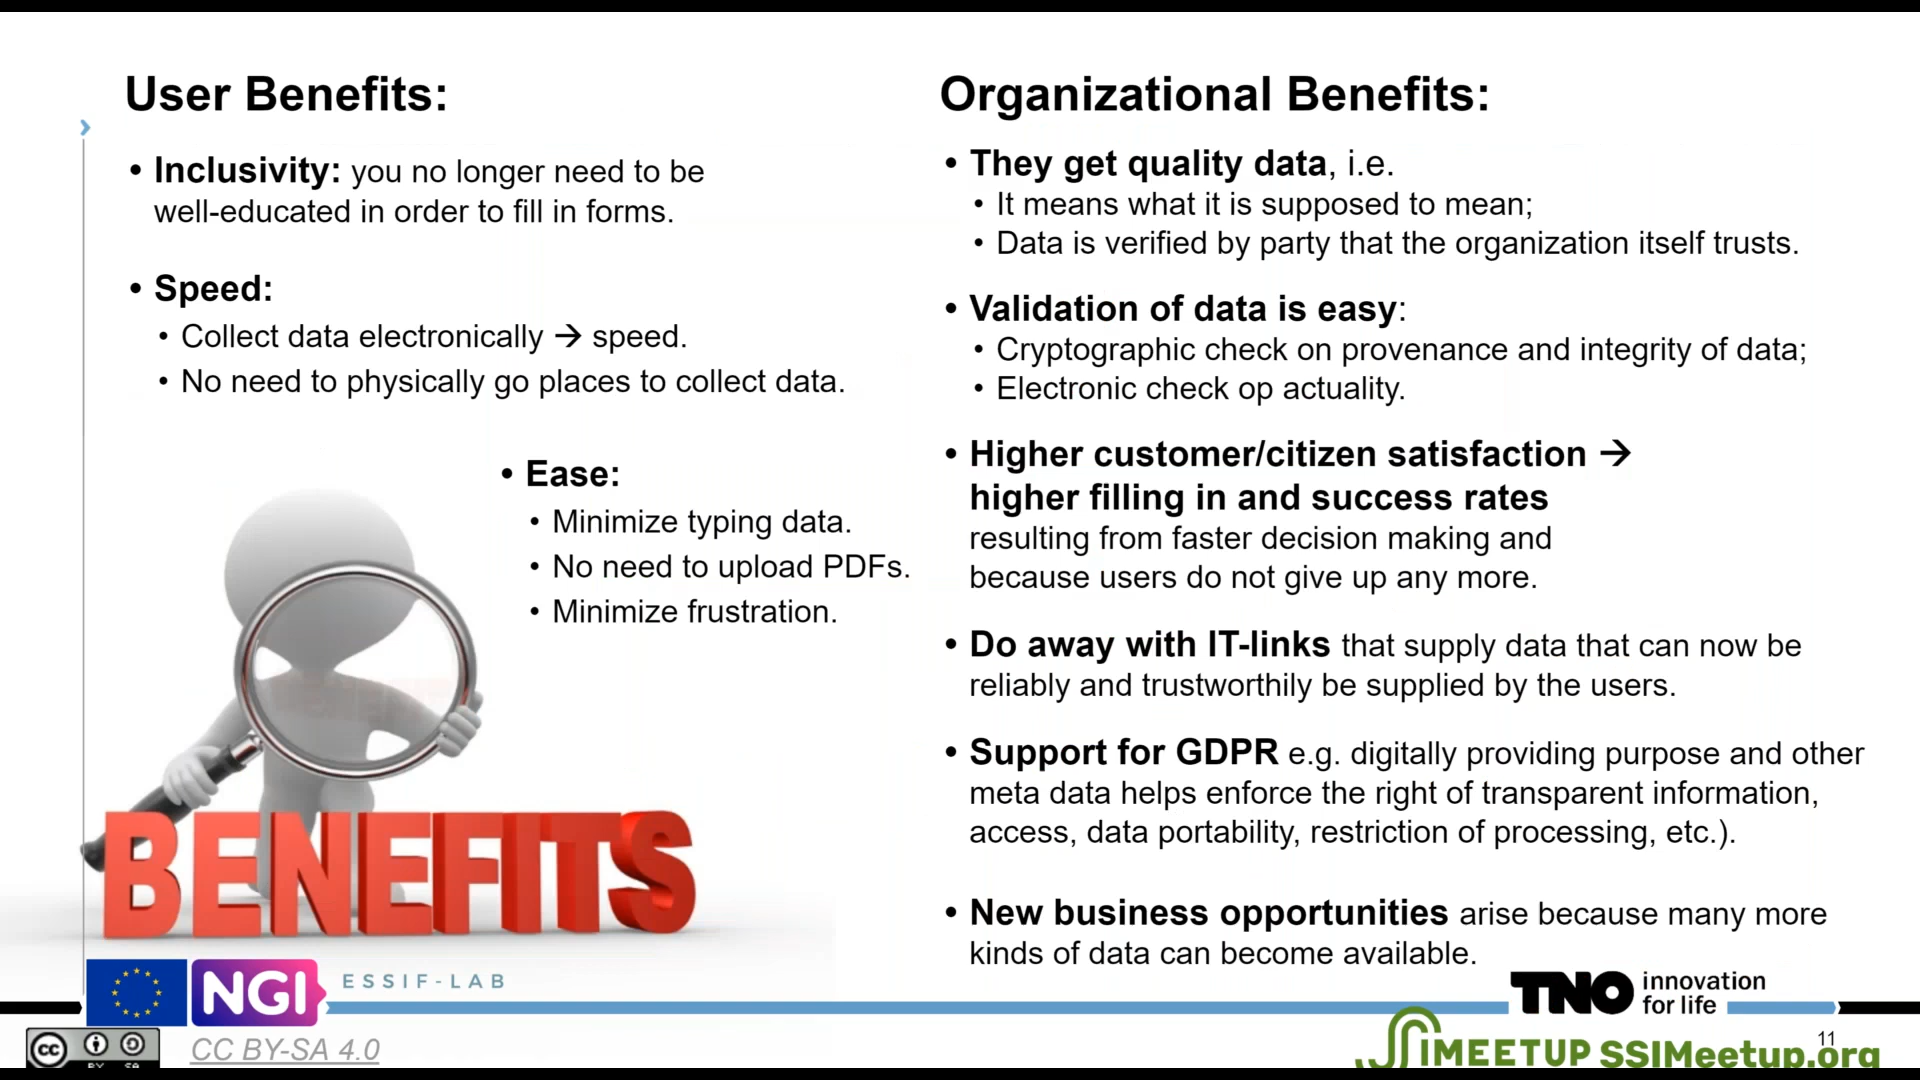 User Benefits:
• Inclusivity: you no longer need to be
well-educated in order to fill in forms.
• Speed:
• Collect data electronically → speed.
• No need to physically go places to collect data.
• Ease:
• Minimize typing data.
• No need to upload PDFs.
• Minimize frustration.
BENEFITS
Organizational Benefits:
• They get quality data, i.e.
• It means what it is supposed to mean;
• Data is verified by party that the organization itself trusts.
• Validation of data is easy:
• Cryptographic check on provenance and integrity of data;
• Electronic check op actuality.
• Higher customer/citizen satisfaction →
higher filling in and success rates
resulting from faster decision making and
because users do not give up any more.
• Do away with IT-links that supply data that can now be
reliably and trustworthily be supplied by the users.
• Support for GDPR e.g. digitally providing purpose and other
meta data helps enforce the right of transparent information,
access, data portability, restriction of processing, etc.).
• New business opportunities arise because many more
kinds of data can become available.
NGI ESSIF-LAB
TNO innovation
for life
cc BY SA
CC BY-SA 4.0
11
SSIMEETUP SSIMeetup.org